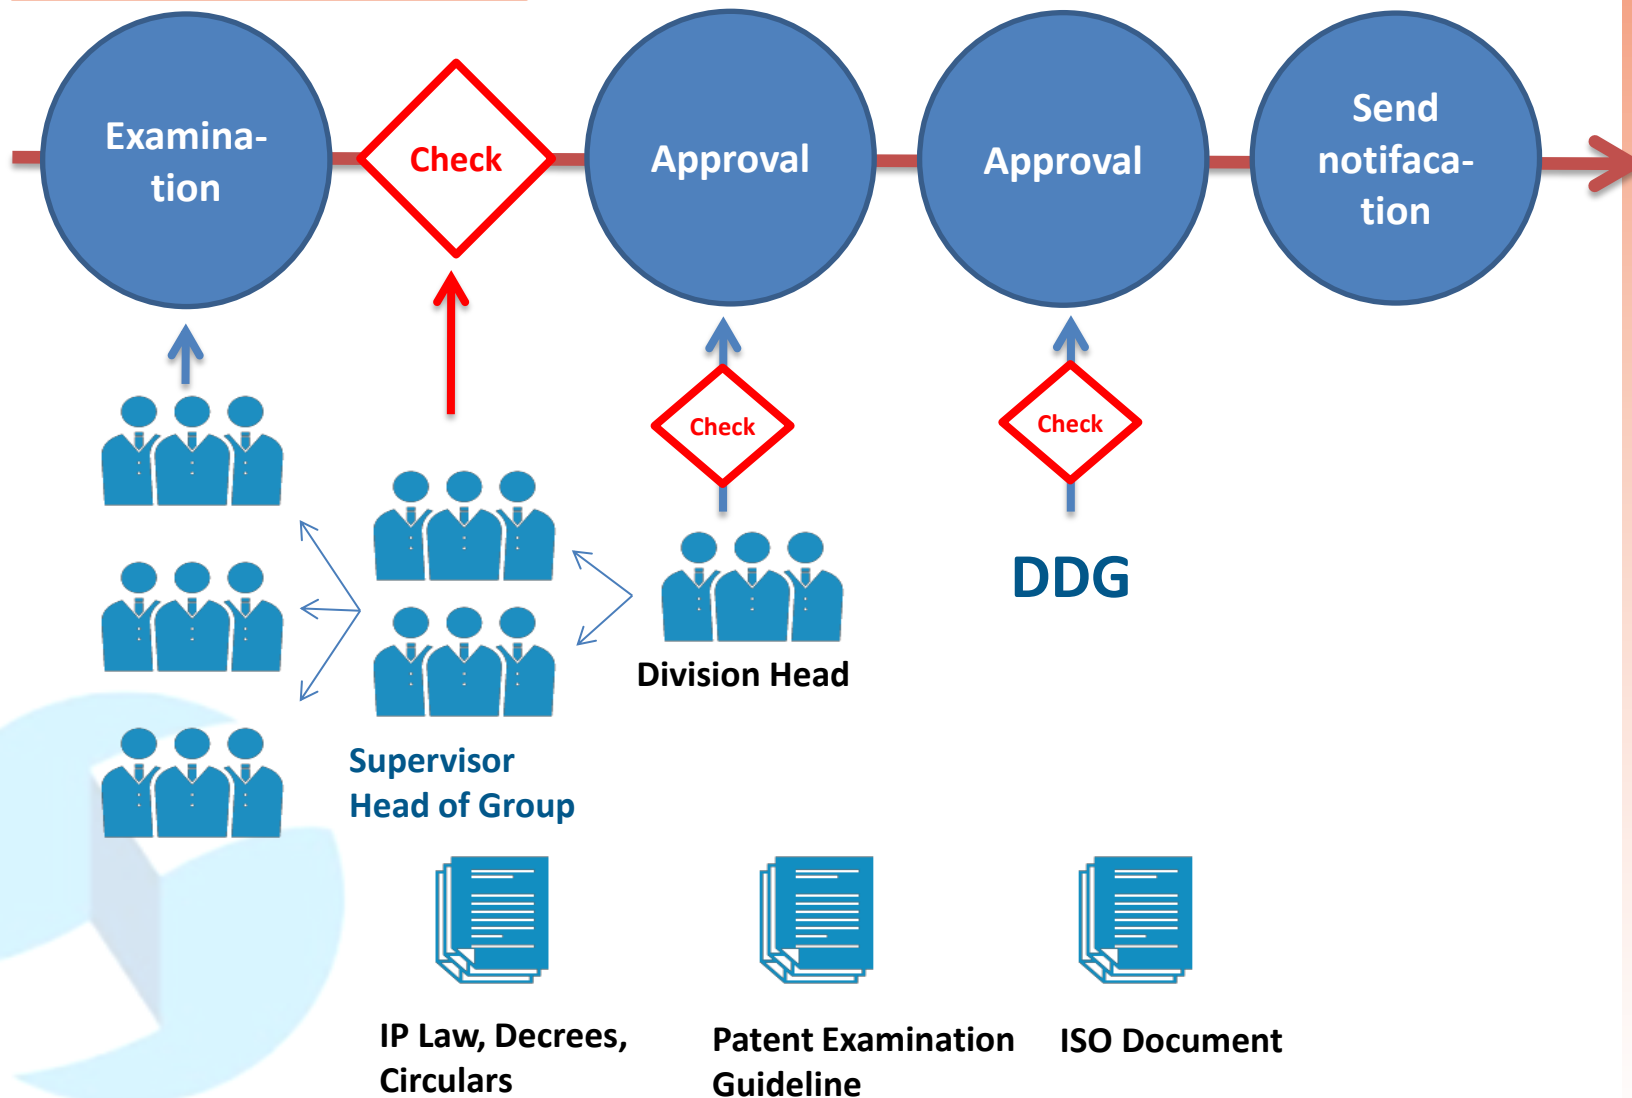 Examina-
tion
Check
Approval
Approval
Send
notifaca-
tion
Check
Check
DDG
Division Head
Supervisor
Head of Group
IP Law, Decrees,
Circulars
Patent Examination
Guideline
ISO Document